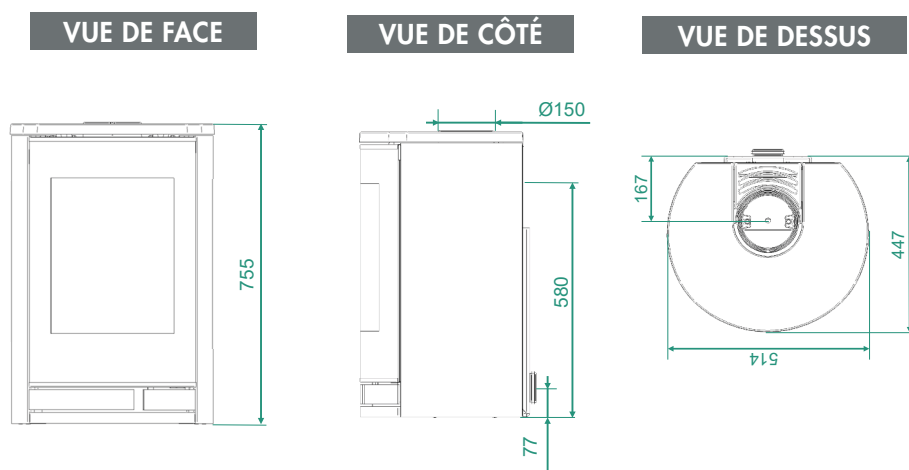 VUE DE FACE
VUE DE CÔTÉ
VUE DE DESSUS
755
Ø150
580
77
167
447
514